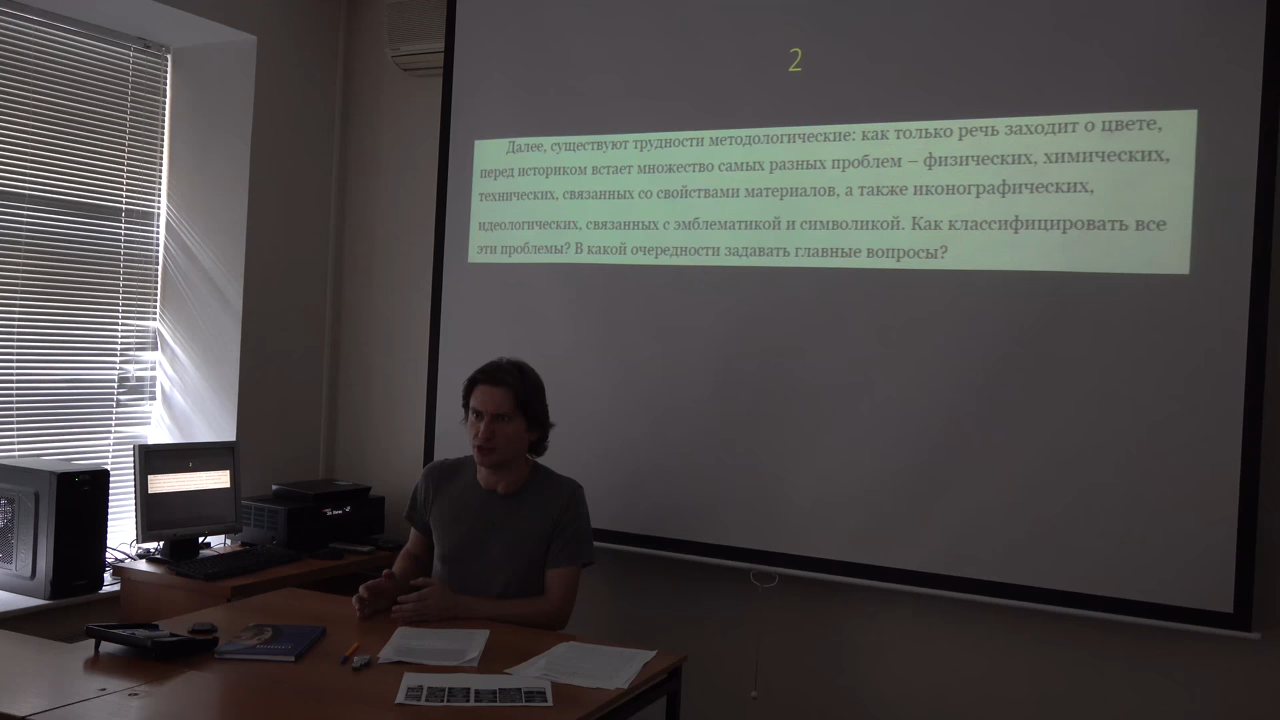 2
Далее, существуют трудности методологические: как только речь заходит о цвете,
перед историком встает множество самых разных проблем – физических, химических,
технических, связанных со свойствами материалов, а также иконографических,
идеологических, связанных с эмблематикой и символикой. Как классифицировать все
эти проблемы? В какой очередности задавать главные вопросы?